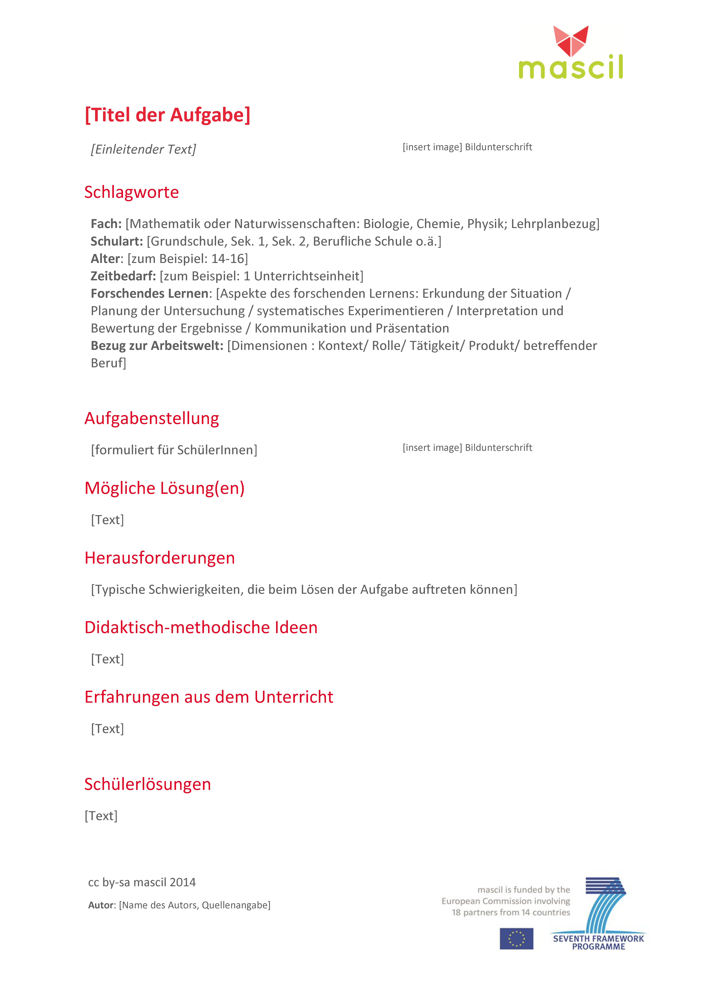 mascil
[Titel der Aufgabe]
[Einleitender Text]
[insert image] Bildunterschrift
Schlagworte
Fach: [Mathematik oder Naturwissenschaften: Biologie, Chemie, Physik; Lehrplanbezug]
Schulart: [Grundschule, Sek. 1, Sek. 2, Berufliche Schule o.ä.]
Alter: [zum Beispiel: 14-16]
Zeitbedarf: [zum Beispiel: 1 Unterrichtseinheit]
Forschendes Lernen: [Aspekte des forschenden Lernens: Erkundung der Situation /
Planung der Untersuchung / systematisches Experimentieren / Interpretation und
Bewertung der Ergebnisse / Kommunikation und Präsentation
Bezug zur Arbeitswelt: [Dimensionen : Kontext/ Rolle/ Tätigkeit/ Produkt/ betreffender
Beruf]
Aufgabenstellung
[formuliert für SchülerInnen]
[insert image] Bildunterschrift
Mögliche Lösung(en)
[Text]
Herausforderungen
[Typische Schwierigkeiten, die beim Lösen der Aufgabe auftreten können]
Didaktisch-methodische Ideen
[Text]
Erfahrungen aus dem Unterricht
[Text]
Schülerlösungen
[Text]
cc by-sa mascil 2014
Autor: [Name des Autors, Quellenangabe]
mascil is funded by the
European Commission involving
18 partners from 14 countries
SEVENTH FRAMEWORK
PROGRAMME